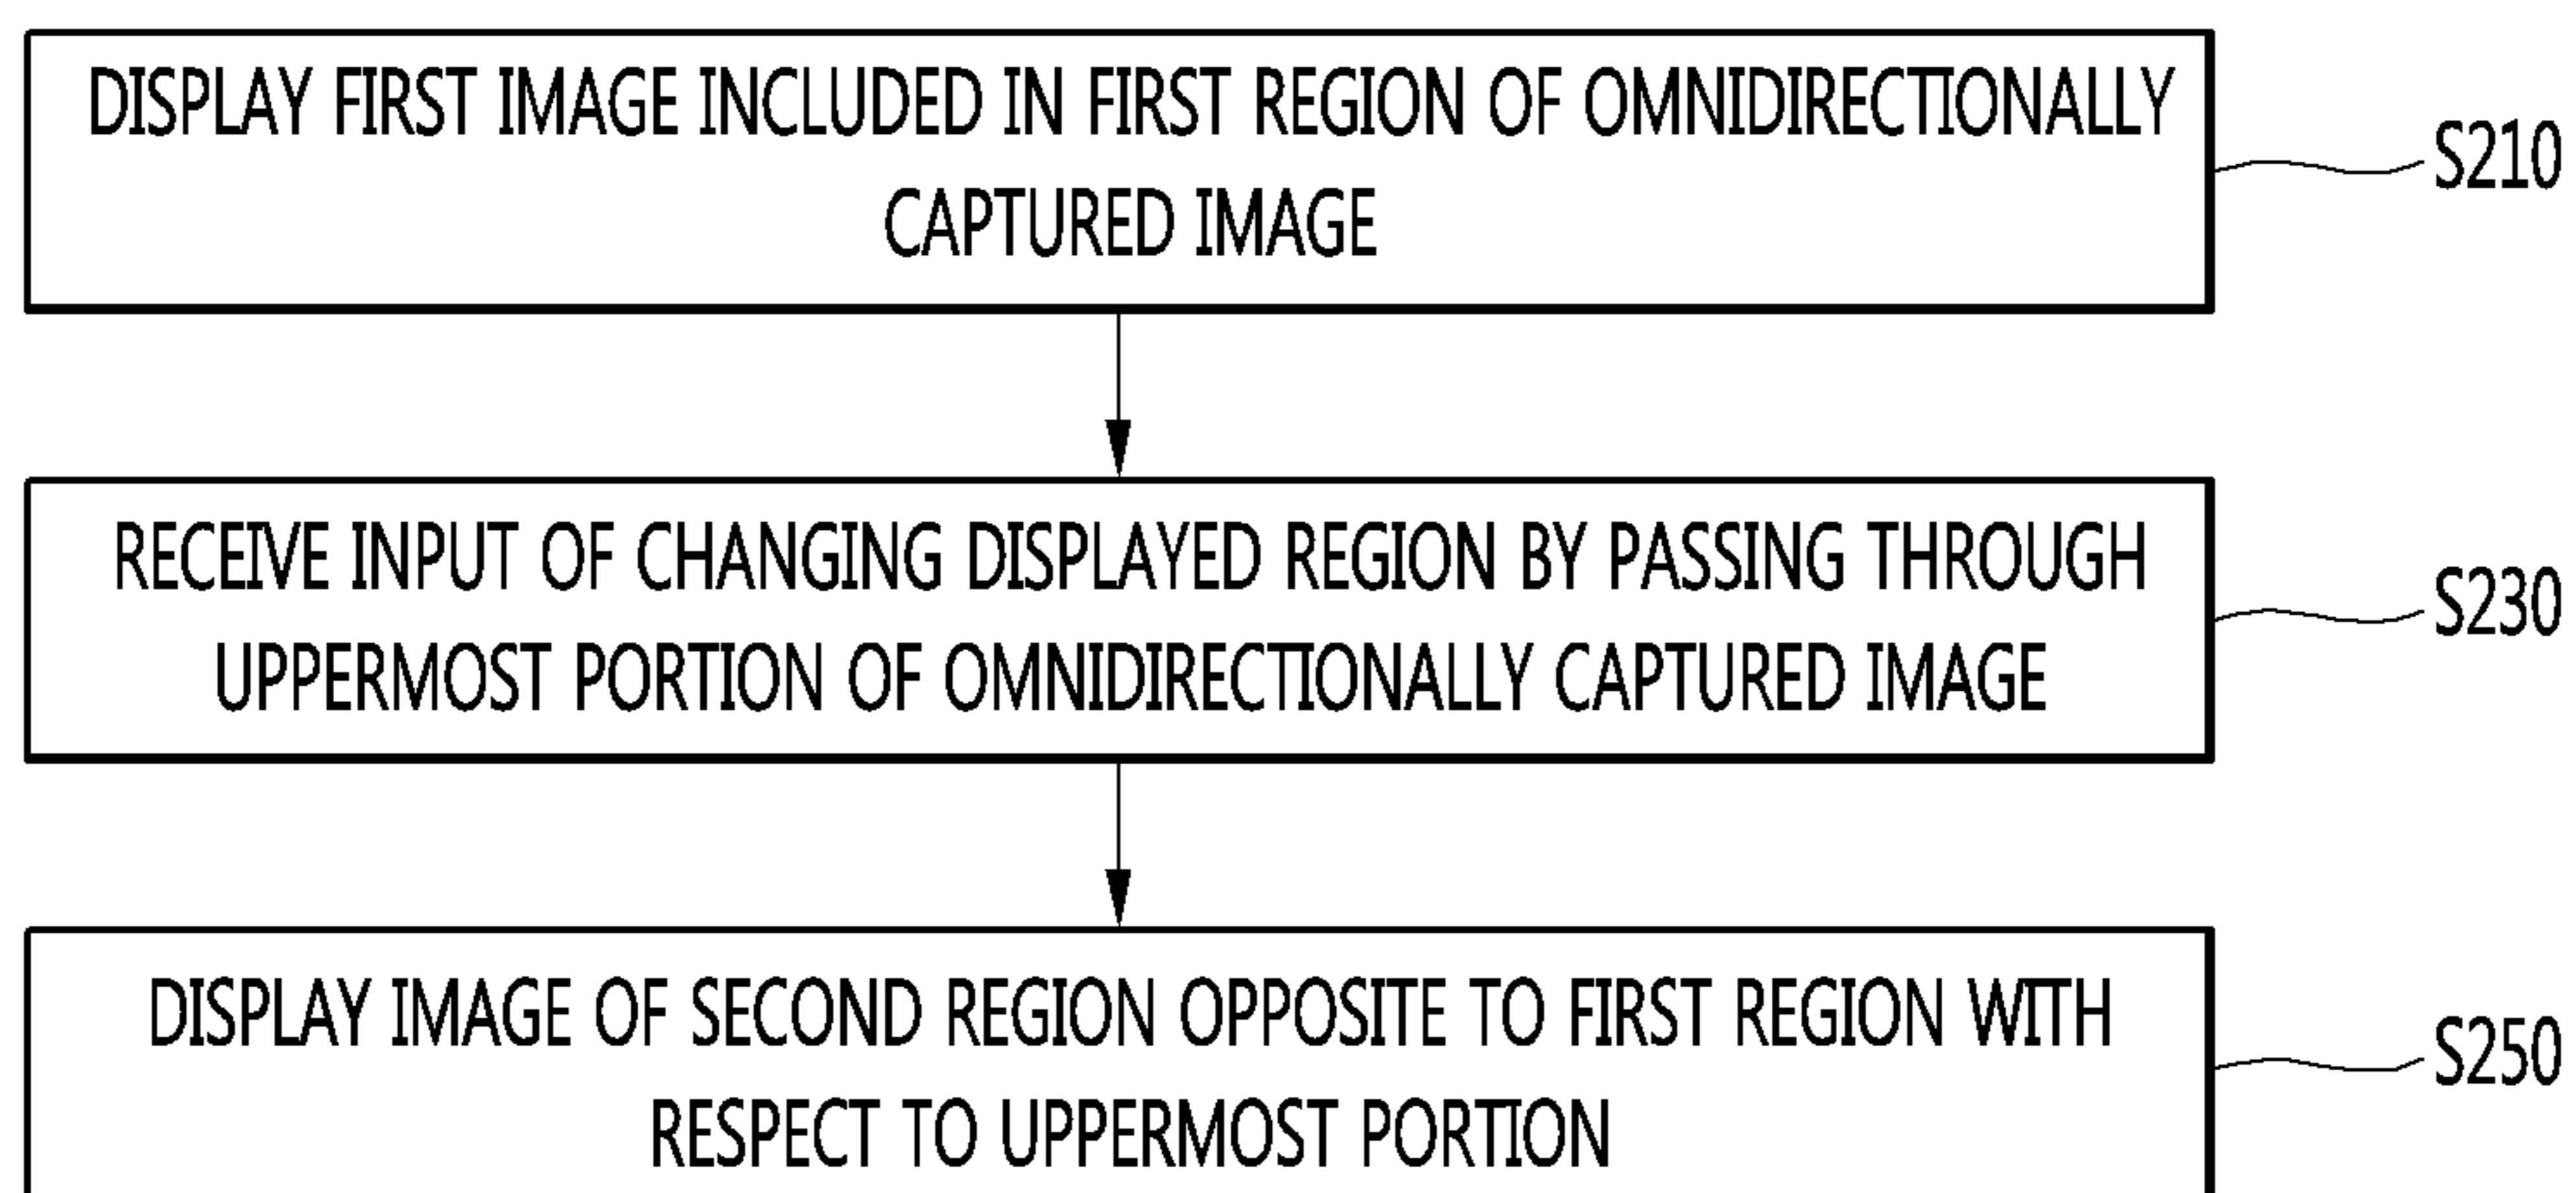 DISPLAY FIRST IMAGE INCLUDED IN FIRST REGION OF OMNIDIRECTIONALLY
CAPTURED IMAGE
S210
RECEIVE INPUT OF CHANGING DISPLAYED REGION BY PASSING THROUGH
UPPERMOST PORTION OF OMNIDIRECTIONALLY CAPTURED IMAGE
S230
DISPLAY IMAGE OF SECOND REGION OPPOSITE TO FIRST REGION WITH
RESPECT TO UPPERMOST PORTION
S250